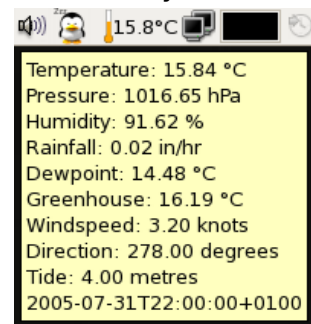 Zzz
15.8°C
Temperature: 15.84 °C
Pressure: 1016.65 hPa
Humidity: 91.62 %
Rainfall: 0.02 in/hr
Dewpoint: 14.48 °C
Greenhouse: 16.19 °C
Windspeed: 3.20 knots
Direction: 278.00 degrees
Tide: 4.00 metres
2005-07-31T22:00:00+0100